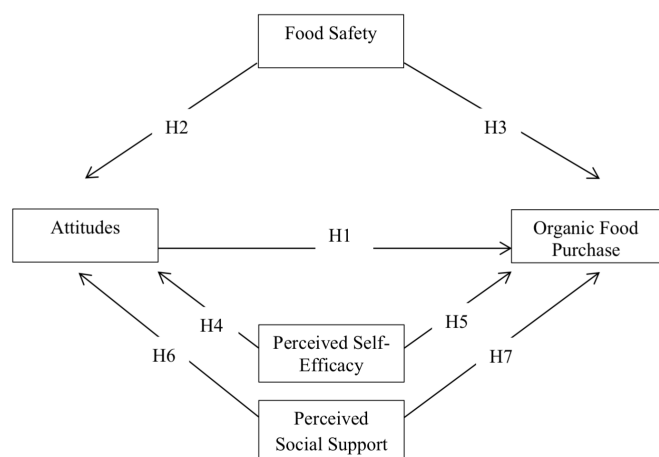 Food Safety
H2
H3
Attitudes
H1
Organic Food
Purchase
H4
H5
Perceived Self-
Efficacy
H6
H7
Perceived
Social Support